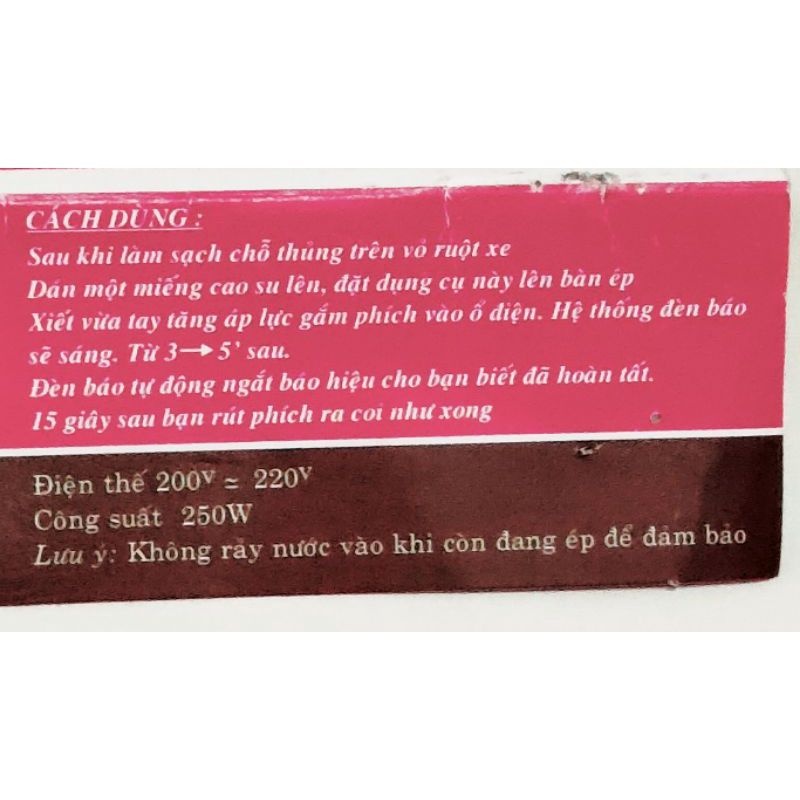 CÁCH DÙNG :
Sau khi làm sạch chỗ thủng trên vỏ ruột xe
Dán một miếng cao su lên, đặt dụng cụ này lên bàn ép
Xiết vừa tay tăng áp lực gắm phích vào ổ điện. Hệ thống đèn báo
sẽ sáng. Từ 3→5' sau.
Đèn báo tự động ngắt báo hiệu cho bạn biết đã hoàn tất.
15 giây sau bạn rút phích ra coi như xong
Điện thế 200V ≃ 220V
Công suất 250W
Lưu ý: Không rảy nước vào khi còn đang ép để đảm bảo